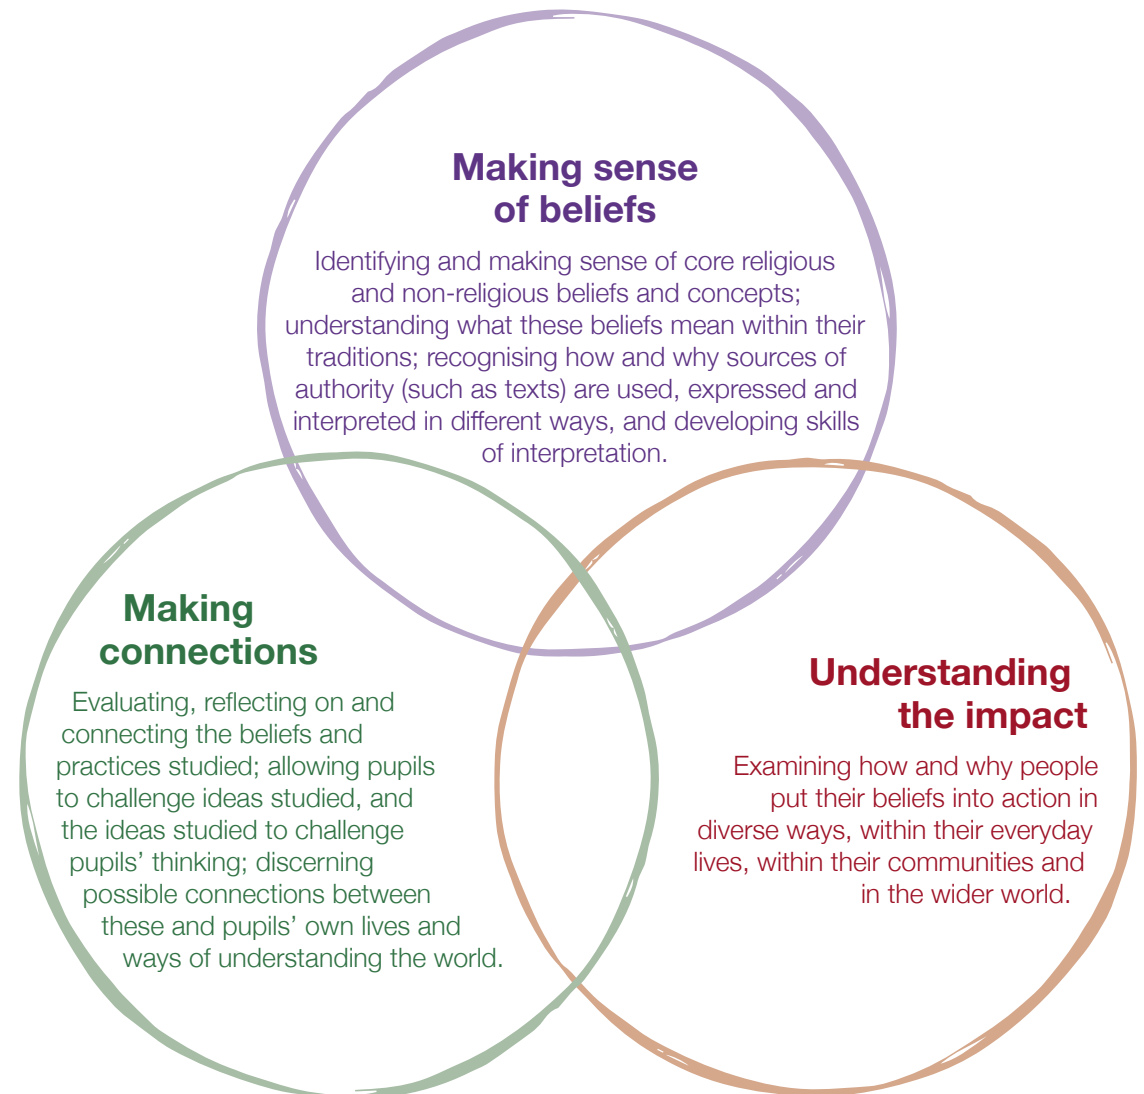 Making sense
of beliefs
Identifying and making sense of core religious
and non-religious beliefs and concepts;
understanding what these beliefs mean within their
traditions; recognising how and why sources of
authority (such as texts) are used, expressed and
interpreted in different ways, and developing skills
of interpretation.
Making
connections
Evaluating, reflecting on and
connecting the beliefs and
practices studied; allowing pupils
to challenge ideas studied, and
the ideas studied to challenge
pupils’ thinking; discerning
possible connections between
these and pupils’ own lives and
ways of understanding the world.
Understanding
the impact
Examining how and why people
put their beliefs into action in
diverse ways, within their everyday
lives, within their communities and
in the wider world.